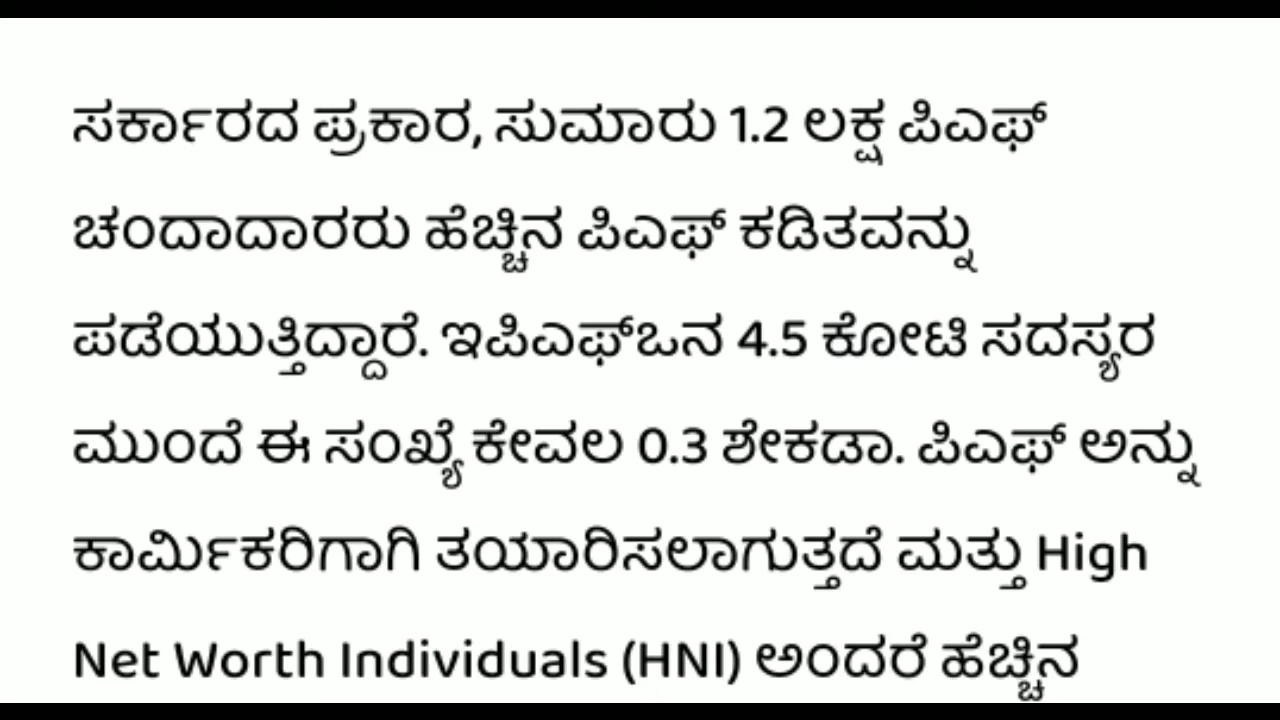 ಸರ್ಕಾರದ ಪ್ರಕಾರ, ಸುಮಾರು 1.2 ಲಕ್ಷ ಪಿಎಫ್
ಚಂದಾದಾರರು ಹೆಚ್ಚಿನ ಪಿಎಫ್ ಕಡಿತವನ್ನು
ಪಡೆಯುತ್ತಿದ್ದಾರೆ. ಇಪಿಎಫ್ಒನ 4.5 ಕೋಟಿ ಸದಸ್ಯರ
ಮುಂದೆ ಈ ಸಂಖ್ಯೆ ಕೇವಲ 0.3 ಶೇಕಡಾ. ಪಿಎಫ್ ಅನ್ನು
ಕಾರ್ಮಿಕರಿಗಾಗಿ ತಯಾರಿಸಲಾಗುತ್ತದೆ ಮತ್ತು High
Net Worth Individuals (HNI) ಅಂದರೆ ಹೆಚ್ಚಿನ